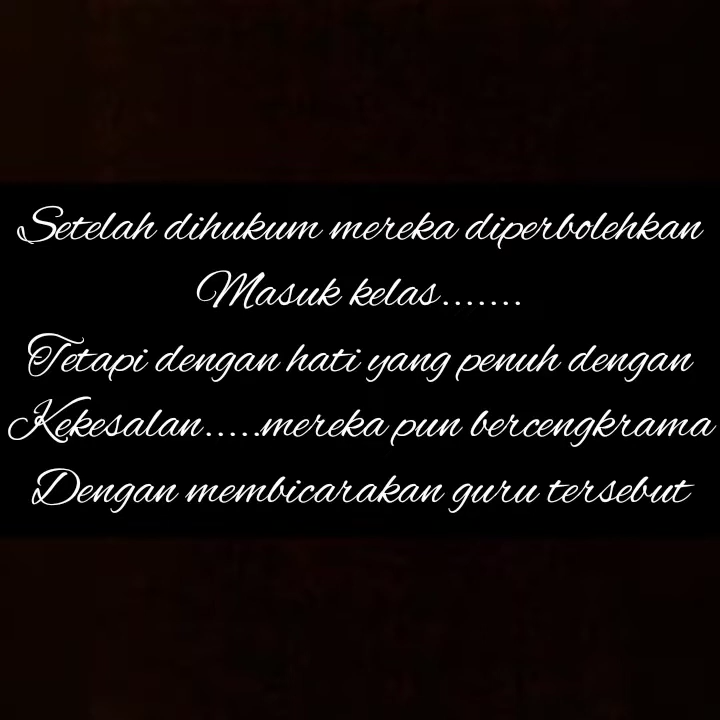 Setelah dihukum mereka diperbolehkan
Masuk kelas.......
Tetapi dengan hati yang penuh dengan
Kekesalan.....mereka pun bercengkrama
Dengan membicarakan guru tersebut